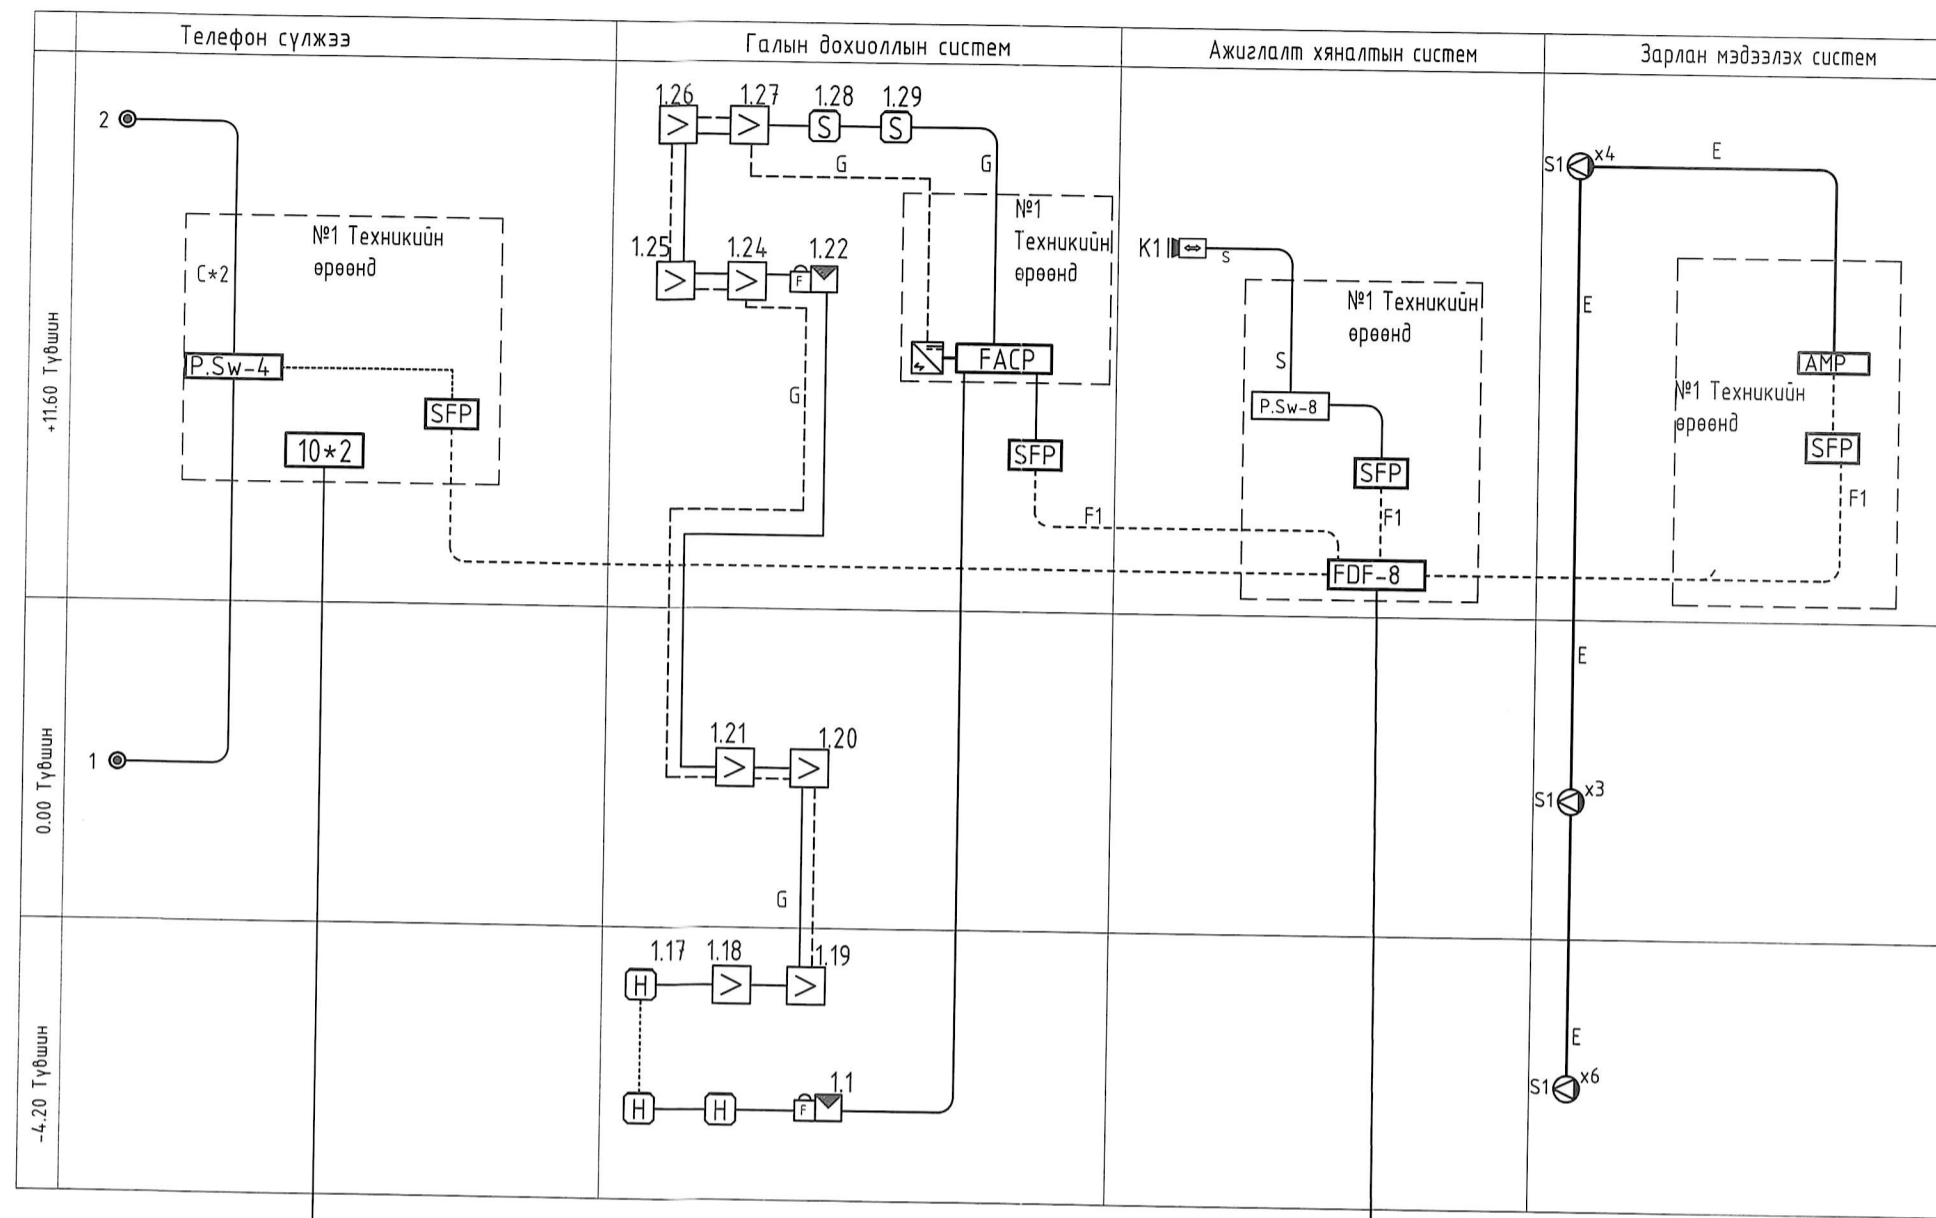 Телефон сүлжээ
Галын дохиоллын систем
Ажиглалт хяналтын систем
Зарлан мэдээлэх систем
+11.60 Түвшин
2
C*2
№1 Техникийн
өрөөнд
P.Sw-4
SFP
10*2
1.26
1.27
1.28
1.29
>
>
S
S
G
G
№1
Техникийн
өрөөнд
1.25
1.24
1.22
>
>
F
G
FACP
SFP
F1
K1
s
№1 Техникийн
өрөөнд
S
P.Sw-8
SFP
F1
FDF-8
S1
x4
E
E
AMP
№1 Техникийн
өрөөнд
SFP
F1
0.00 Түвшин
1
1.21
1.20
>
>
G
E
S1
x3
-4.20 Түвшин
1.17
1.18
1.19
H
>
>
H
H
F
1.1
E
S1
x6